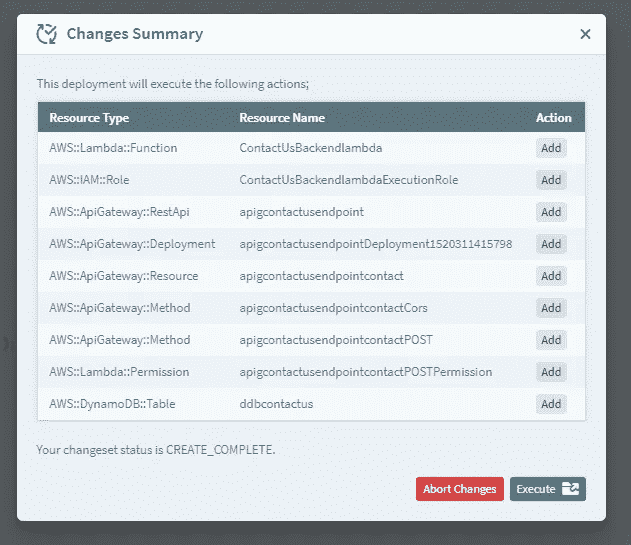 Changes Summary
This deployment will execute the following actions;
Resource Type Resource Name Action
AWS::Lambda::Function ContactUsBackendlambda Add
AWS::IAM::Role ContactUsBackendlambdaExecutionRole Add
AWS::ApiGateway::RestApi apigcontactusendpoint Add
AWS::ApiGateway::Deployment apigcontactusendpointDeployment1520311415798 Add
AWS::ApiGateway::Resource apigcontactusendpointcontact Add
AWS::ApiGateway::Method apigcontactusendpointcontactCors Add
AWS::ApiGateway::Method apigcontactusendpointcontactPOST Add
AWS::Lambda::Permission apigcontactusendpointcontactPOSTPermission Add
AWS::DynamoDB::Table ddbcontactus Add
Your changeset status is CREATE_COMPLETE.
Abort Changes Execute